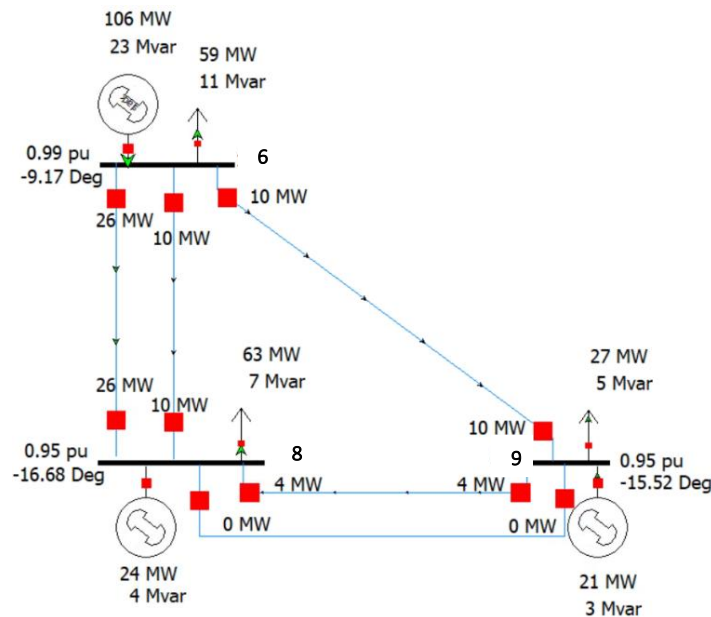 106 MW
23 Mvar
59 MW
11 Mvar
0.99 pu
-9.17 Deg
6
10 MW
26 MW
10 MW
63 MW
7 Mvar
27 MW
5 Mvar
26 MW
10 MW
10 MW
0.95 pu
-16.68 Deg
8
9
0.95 pu
-15.52 Deg
4 MW
4 MW
0 MW
0 MW
24 MW
4 Mvar
21 MW
3 Mvar